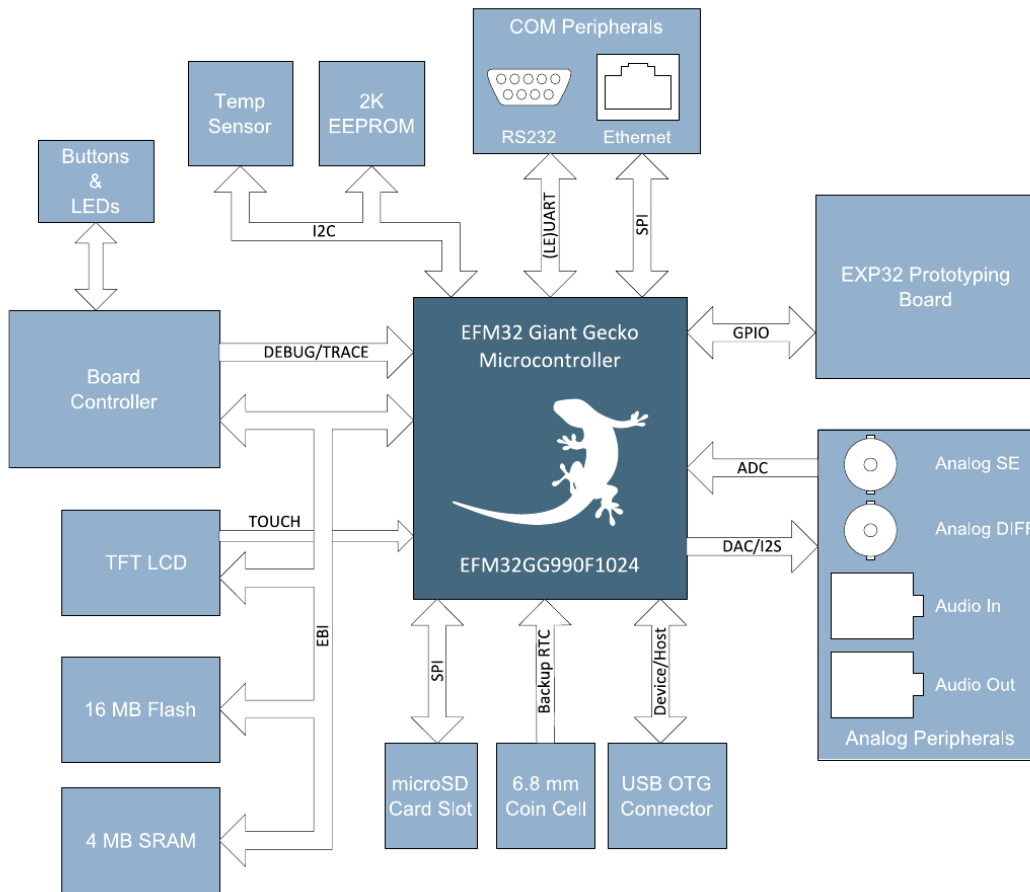 COM Peripherals
RS232
Ethernet
Temp
Sensor
2K
EEPROM
Buttons
&
LEDs
I2C
(LE)UART
SPI
EXP32 Prototyping
Board
Board
Controller
DEBUG/TRACE
EFM32 Giant Gecko
Microcontroller
GPIO
ADC
Analog SE
TOUCH
TFT LCD
EFM32GG990F1024
DAC/I2S
Analog DIFF
Audio In
EBI
SPI
Backup RTC
Device/Host
16 MB Flash
Audio Out
Analog Peripherals
microSD
Card Slot
6.8 mm
Coin Cell
USB OTG
Connector
4 MB SRAM